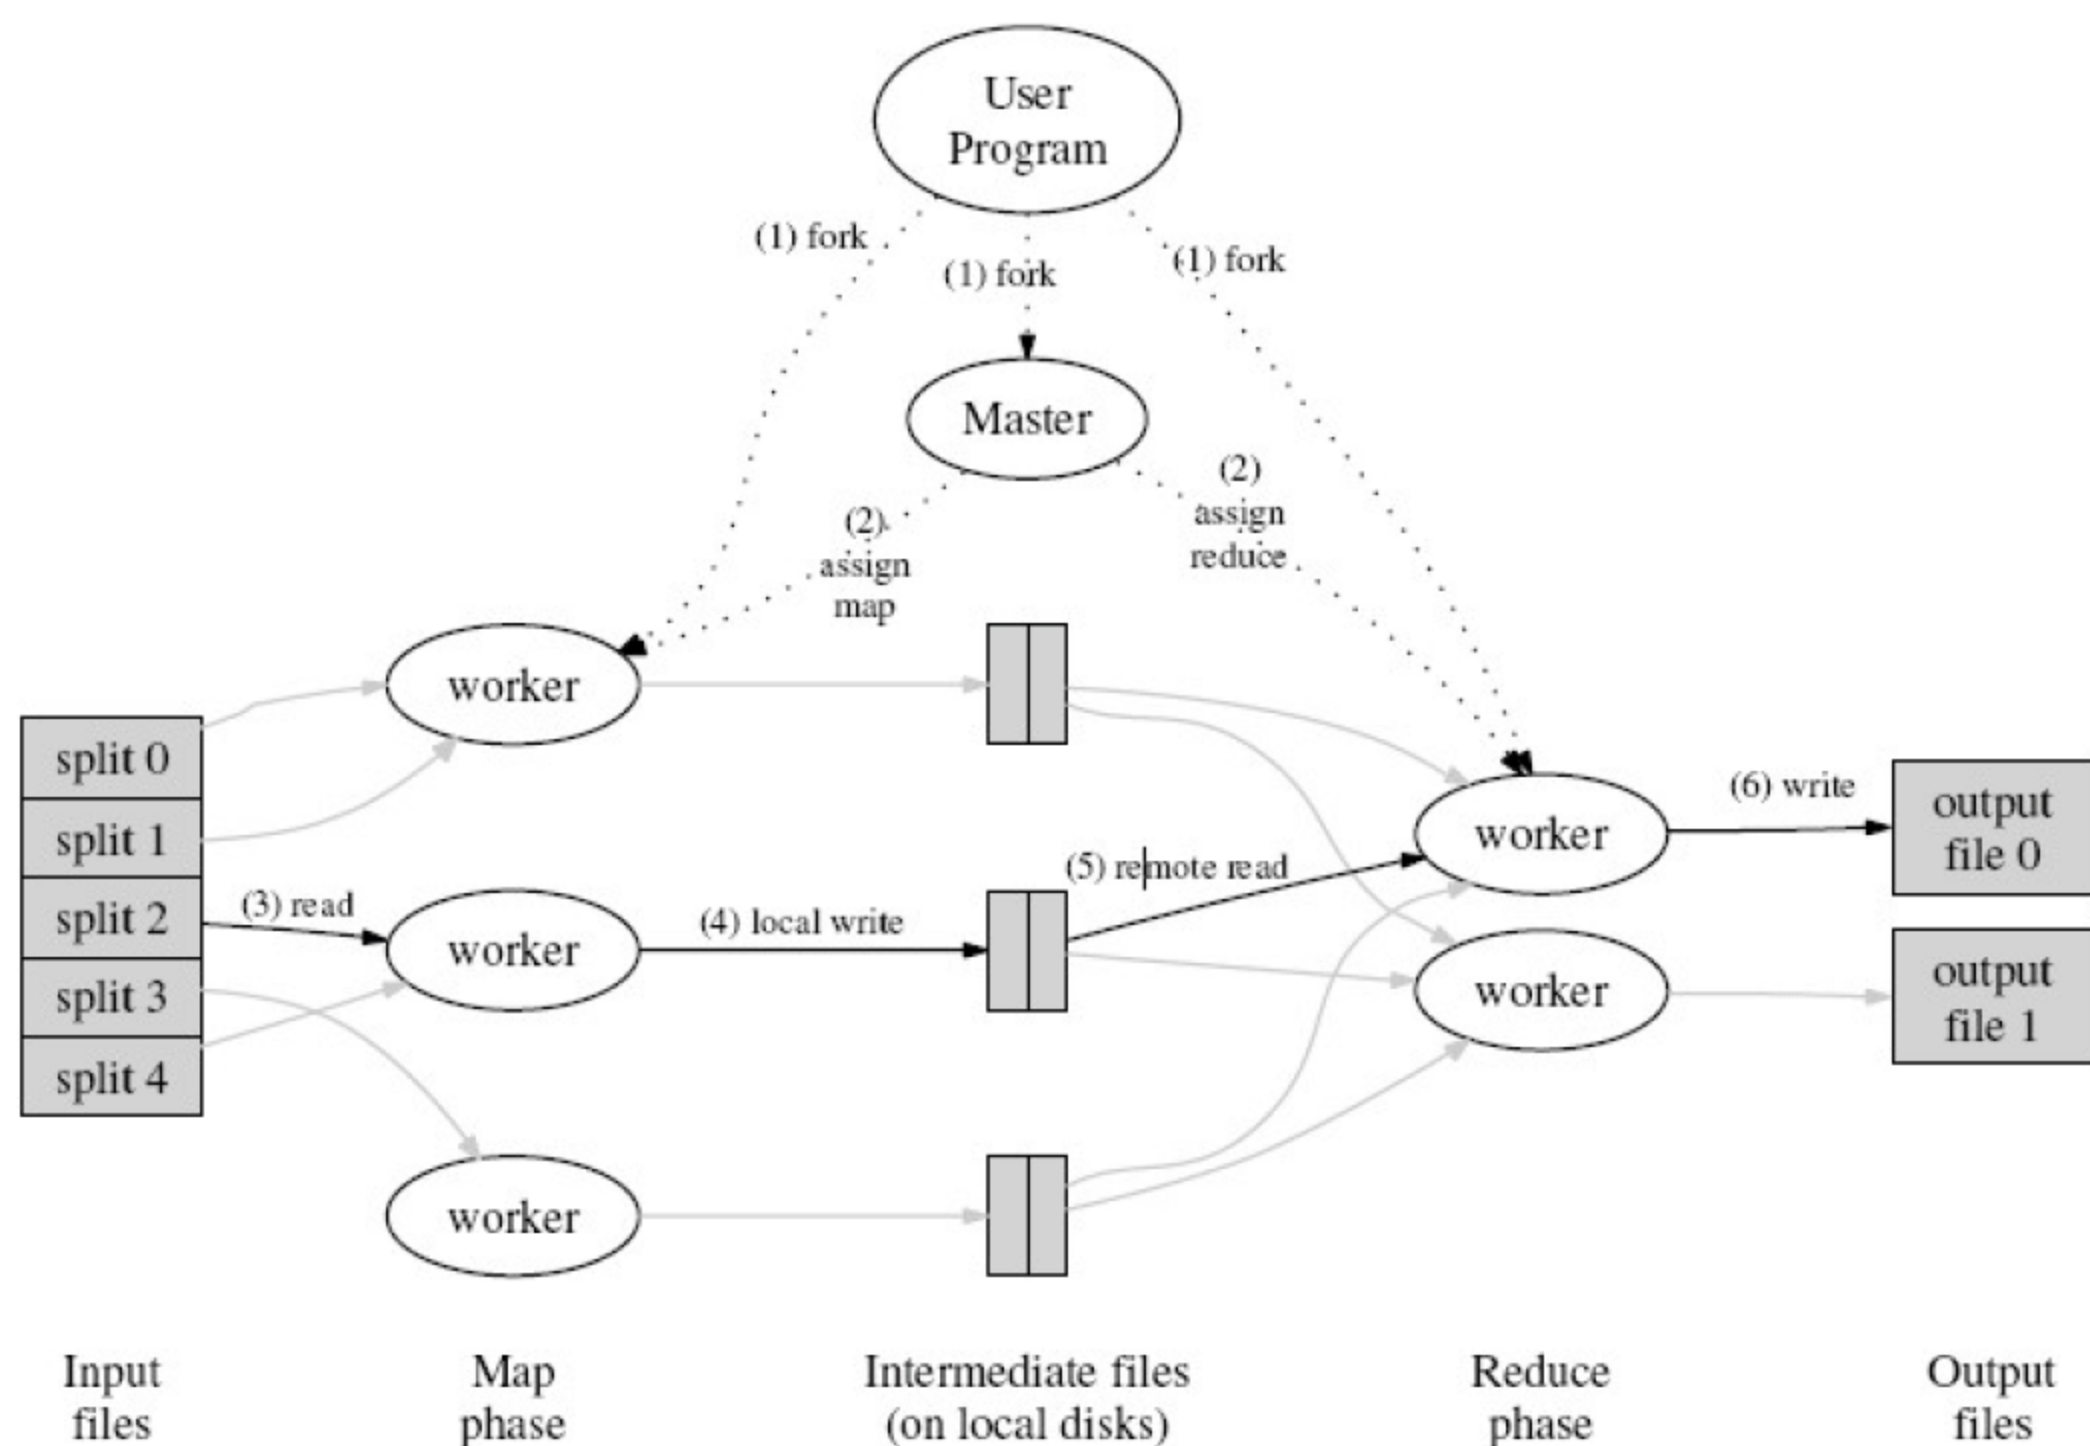 User
Program
(1) fork
(1) fork
(1) fork
Master
(2)
assign
map
(2)
assign
reduce
worker
split 0
split 1
split 2
split 3
split 4
(3) read
worker
(4) local write
(5) remote read
worker
(6) write
output
file 0
worker
output
file 1
worker
Input
files
Map
phase
Intermediate files
(on local disks)
Reduce
phase
Output
files